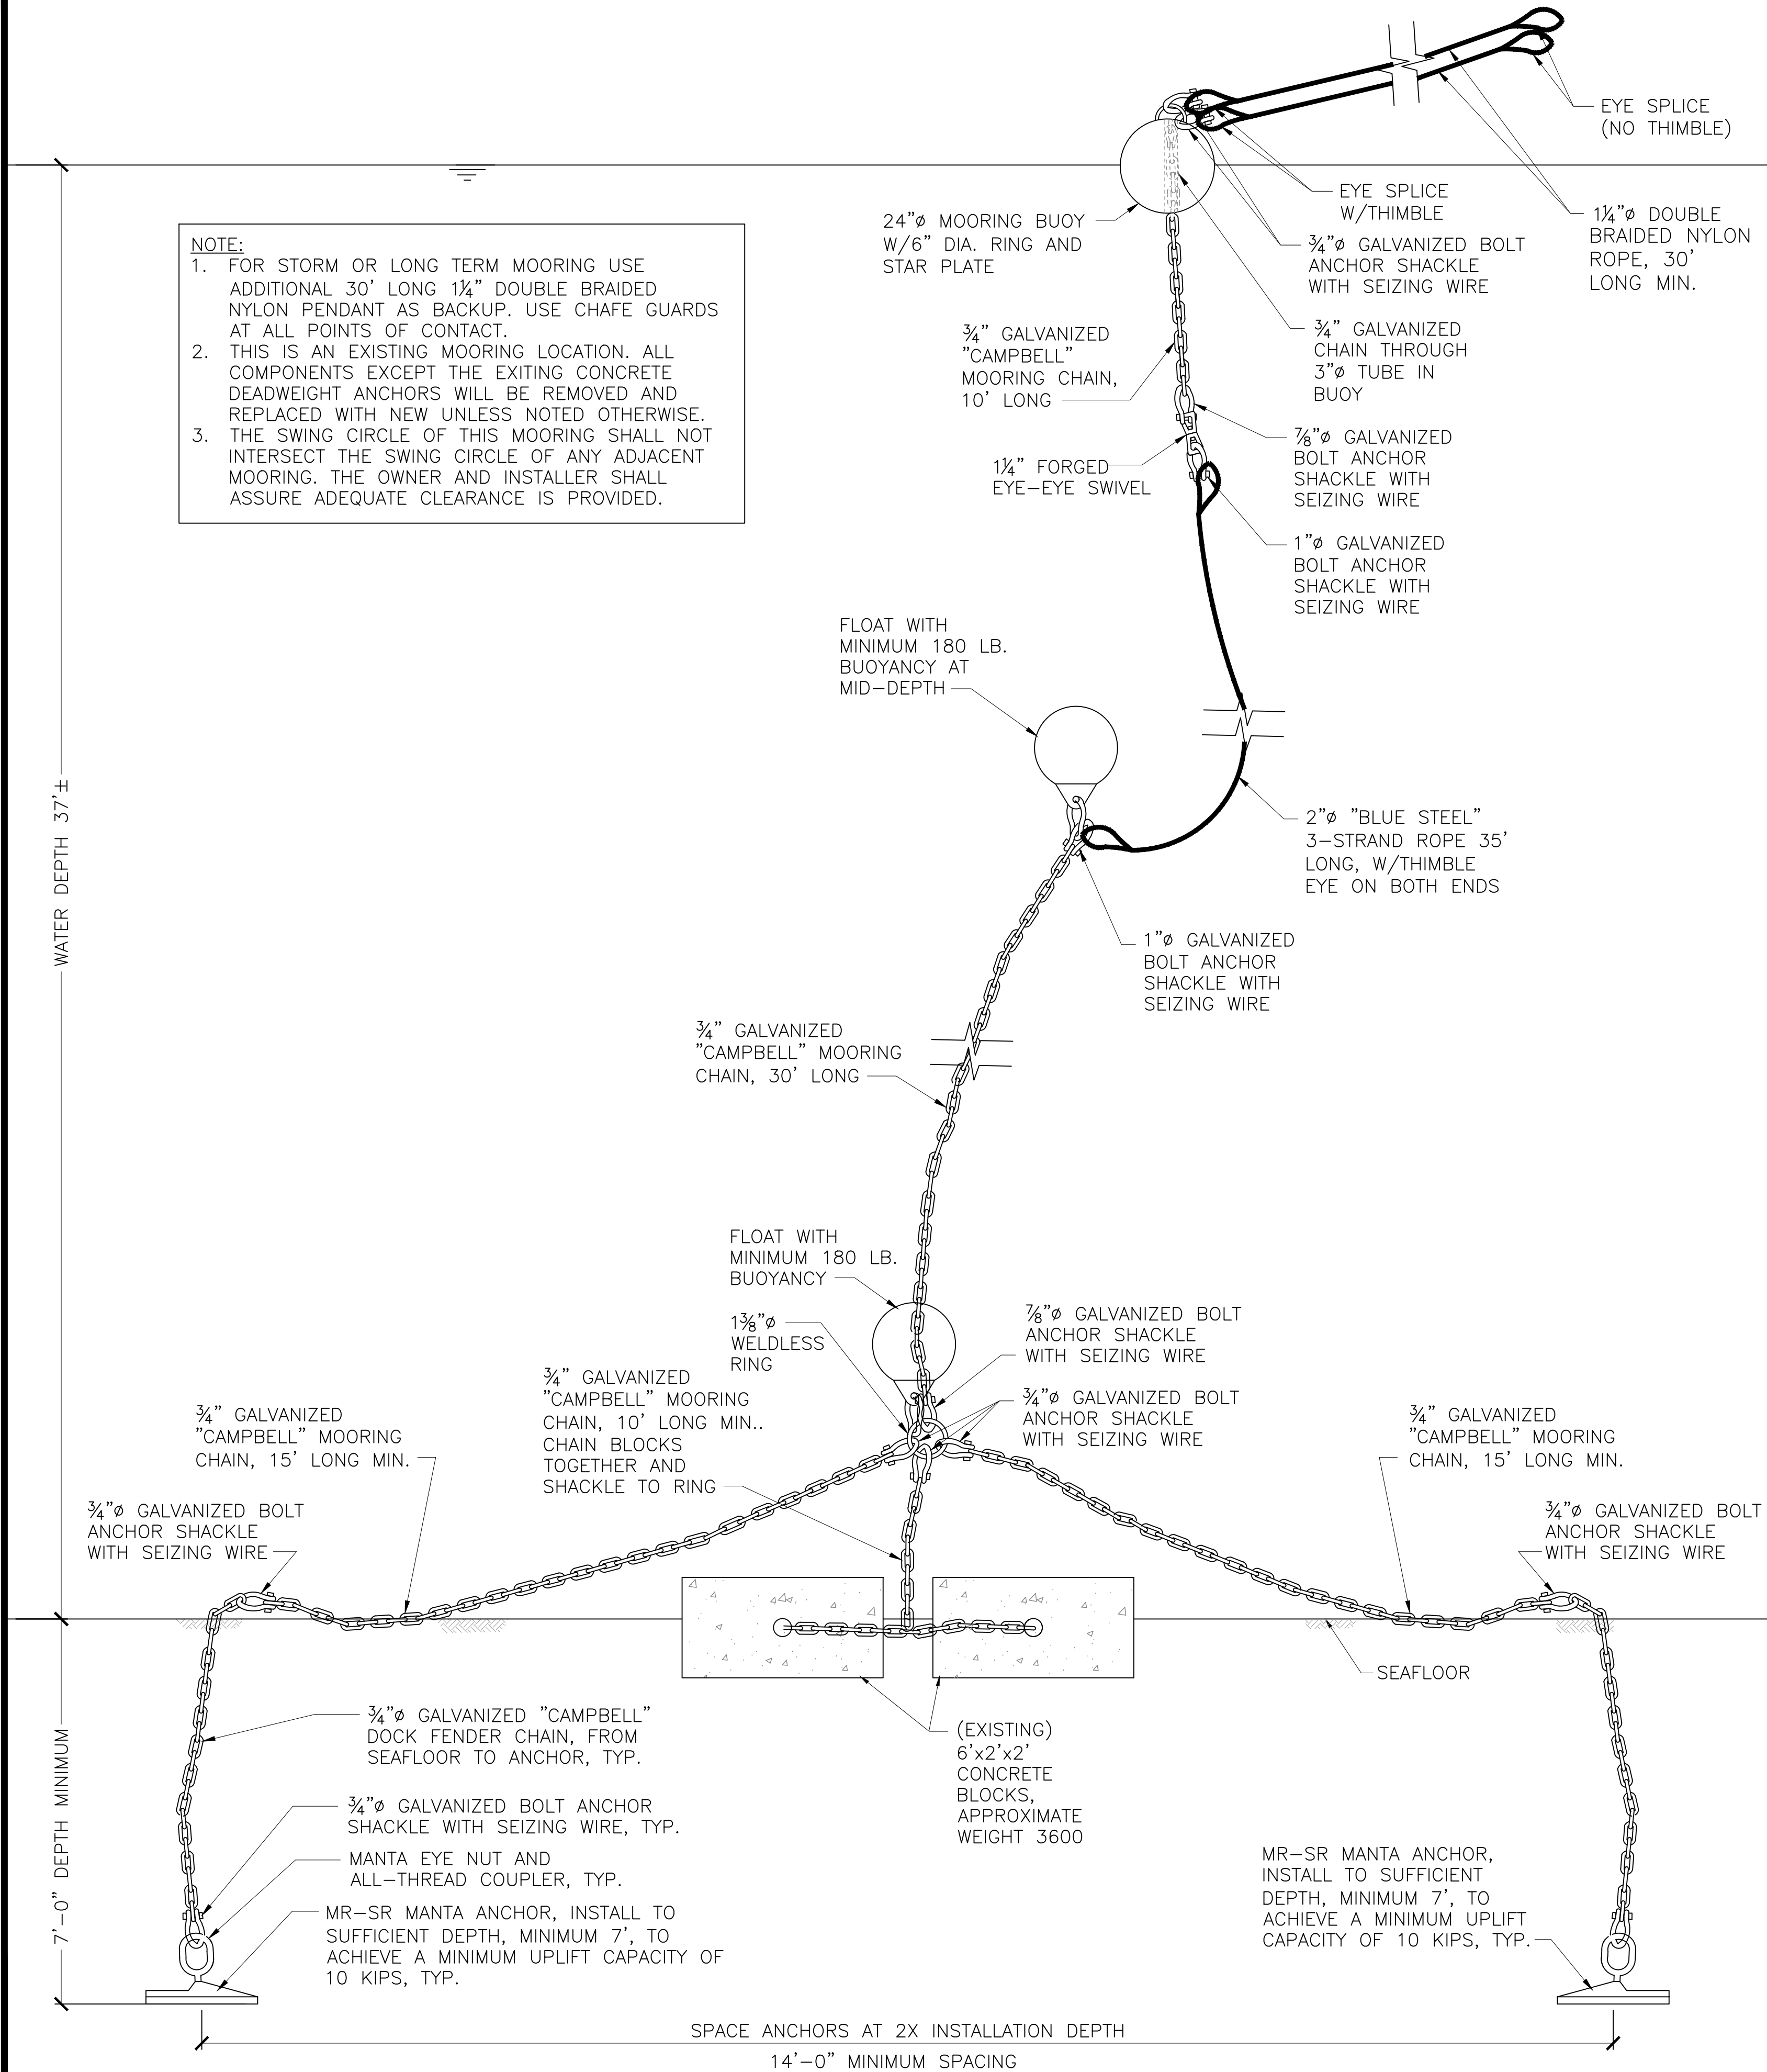 EYE SPLICE
(NO THIMBLE)
EYE SPLICE
W/THIMBLE
1¼"ø DOUBLE
BRAIDED NYLON
ROPE, 30'
LONG MIN.
24"ø MOORING BUOY
W/6" DIA. RING AND
STAR PLATE
¾"ø GALVANIZED BOLT
ANCHOR SHACKLE
WITH SEIZING WIRE
NOTE:
1. FOR STORM OR LONG TERM MOORING USE
ADDITIONAL 30' LONG 1¼" DOUBLE BRAIDED
NYLON PENDANT AS BACKUP. USE CHAFE GUARDS
AT ALL POINTS OF CONTACT.
2. THIS IS AN EXISTING MOORING LOCATION. ALL
COMPONENTS EXCEPT THE EXITING CONCRETE
DEADWEIGHT ANCHORS WILL BE REMOVED AND
REPLACED WITH NEW UNLESS NOTED OTHERWISE.
3. THE SWING CIRCLE OF THIS MOORING SHALL NOT
INTERSECT THE SWING CIRCLE OF ANY ADJACENT
MOORING. THE OWNER AND INSTALLER SHALL
ASSURE ADEQUATE CLEARANCE IS PROVIDED.
¾" GALVANIZED
"CAMPBELL"
MOORING CHAIN,
10' LONG
¾" GALVANIZED
CHAIN THROUGH
3"ø TUBE IN
BUOY
1¼" FORGED
EYE-EYE SWIVEL
⅞"ø GALVANIZED
BOLT ANCHOR
SHACKLE WITH
SEIZING WIRE
1"ø GALVANIZED
BOLT ANCHOR
SHACKLE WITH
SEIZING WIRE
FLOAT WITH
MINIMUM 180 LB.
BUOYANCY AT
MID-DEPTH
2"ø "BLUE STEEL"
3-STRAND ROPE 35'
LONG, W/THIMBLE
EYE ON BOTH ENDS
WATER DEPTH 37'±
1"ø GALVANIZED
BOLT ANCHOR
SHACKLE WITH
SEIZING WIRE
¾" GALVANIZED
"CAMPBELL" MOORING
CHAIN, 30' LONG
FLOAT WITH
MINIMUM 180 LB.
BUOYANCY
1⅜"ø
WELDLESS
RING
⅞"ø GALVANIZED BOLT
ANCHOR SHACKLE
WITH SEIZING WIRE
¾" GALVANIZED
"CAMPBELL" MOORING
CHAIN, 10' LONG MIN..
CHAIN BLOCKS
TOGETHER AND
SHACKLE TO RING
¾"ø GALVANIZED BOLT
ANCHOR SHACKLE
WITH SEIZING WIRE
¾" GALVANIZED
"CAMPBELL" MOORING
CHAIN, 15' LONG MIN.
¾" GALVANIZED
"CAMPBELL" MOORING
CHAIN, 15' LONG MIN.
¾"ø GALVANIZED BOLT
ANCHOR SHACKLE
WITH SEIZING WIRE
¾"ø GALVANIZED BOLT
ANCHOR SHACKLE
WITH SEIZING WIRE
SEAFLOOR
¾"ø GALVANIZED "CAMPBELL"
DOCK FENDER CHAIN, FROM
SEAFLOOR TO ANCHOR, TYP.
(EXISTING)
6'x2'x2'
CONCRETE
BLOCKS,
APPROXIMATE
WEIGHT 3600
¾"ø GALVANIZED BOLT ANCHOR
SHACKLE WITH SEIZING WIRE, TYP.
MANTA EYE NUT AND
ALL-THREAD COUPLER, TYP.
MR-SR MANTA ANCHOR, INSTALL TO
SUFFICIENT DEPTH, MINIMUM 7', TO
ACHIEVE A MINIMUM UPLIFT CAPACITY OF
10 KIPS, TYP.
MR-SR MANTA ANCHOR,
INSTALL TO SUFFICIENT
DEPTH, MINIMUM 7', TO
ACHIEVE A MINIMUM UPLIFT
CAPACITY OF 10 KIPS, TYP.
7'-0" DEPTH MINIMUM
SPACE ANCHORS AT 2X INSTALLATION DEPTH
14'-0" MINIMUM SPACING